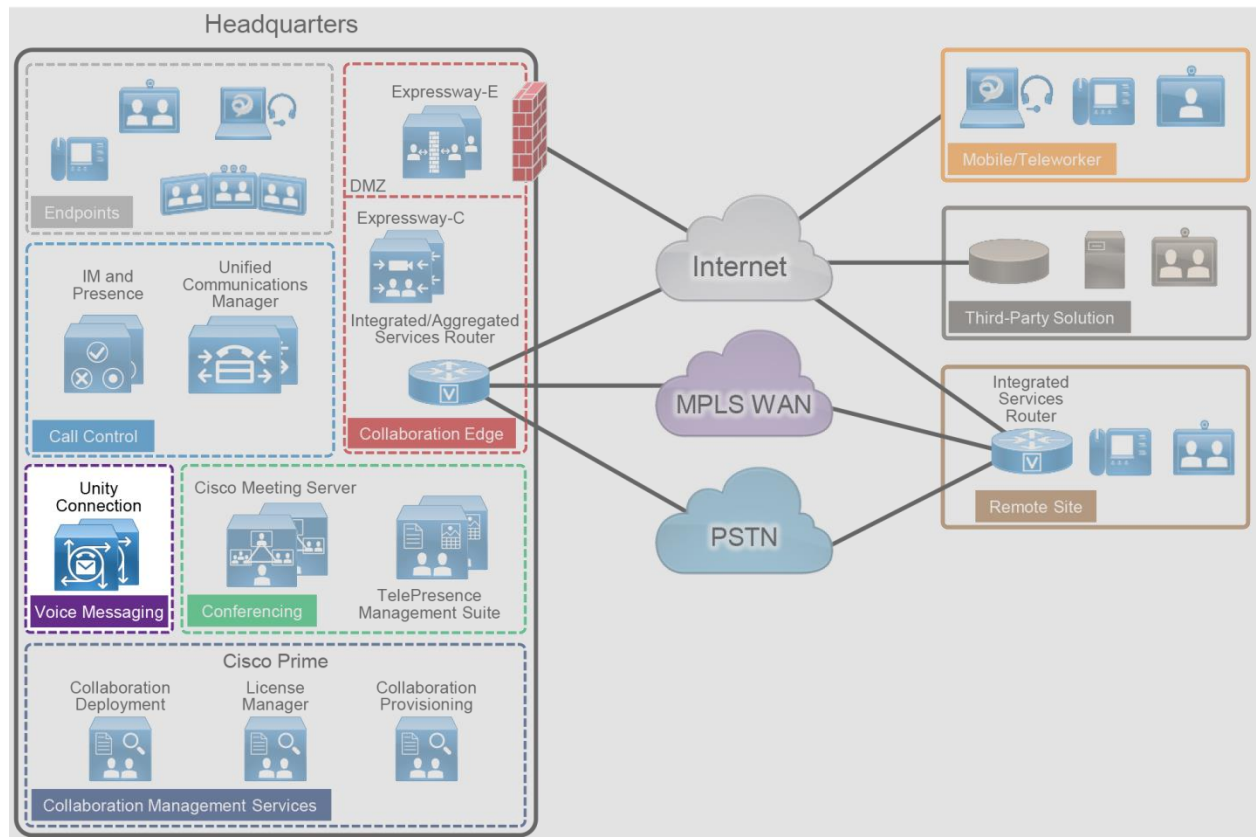 Headquarters
Expressway-E
DMZ
Endpoints
Expressway-C
IM and
Presence
Unified
Communications
Manager
Integrated/Aggregated
Services Router
V
Call Control
Collaboration Edge
Unity
Connection
Voice Messaging
Cisco Meeting Server
TelePresence
Management Suite
Conferencing
Cisco Prime
Collaboration
Deployment
License
Manager
Collaboration
Provisioning
Collaboration Management Services
Internet
MPLS WAN
PSTN
Mobile/Teleworker
Third-Party Solution
Integrated
Services
Router
V
Remote Site